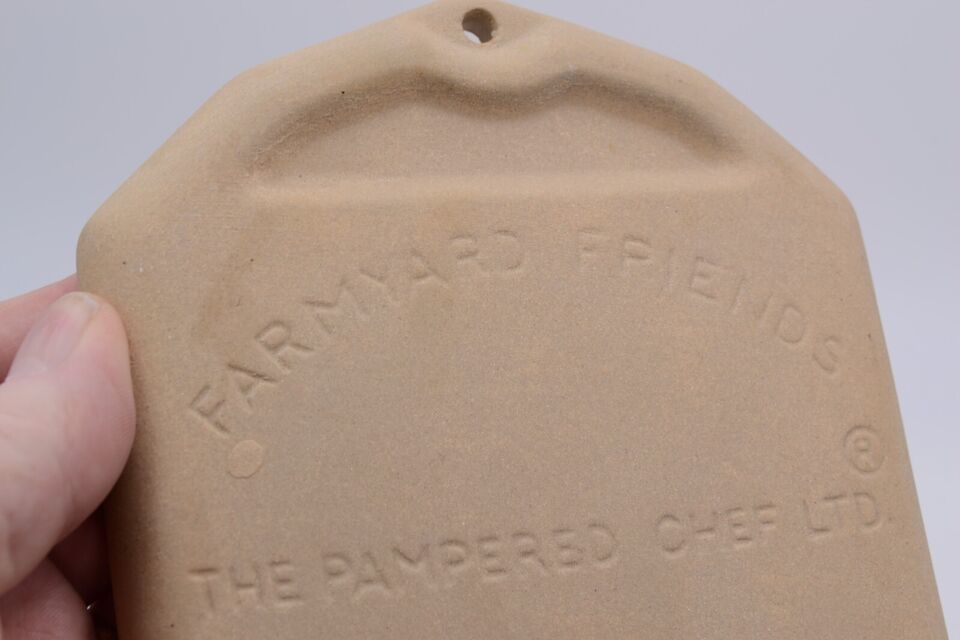 FARMYARD FRIENDS
®
THE PAMPERED CHEF LTD.